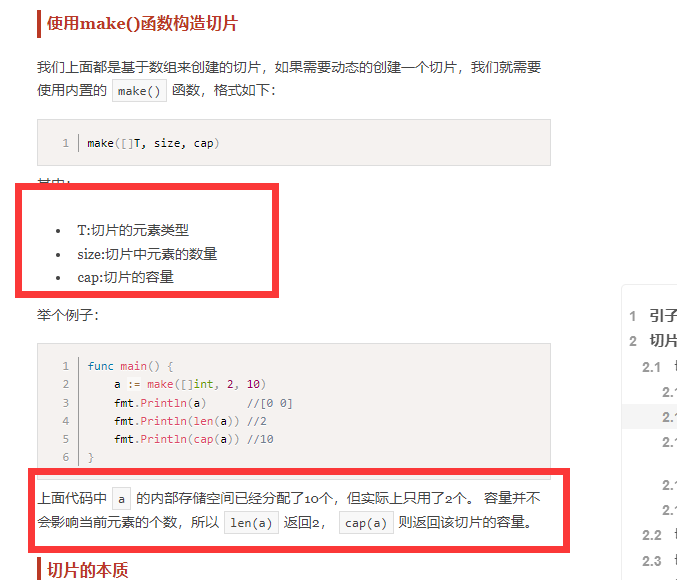 使用make()函数构造切片
我们上面都是基于数组来创建的切片，如果需要动态的创建一个切片，我们就需要
使用内置的 make() 函数，格式如下：
1 make([]T, size, cap)
其中：
• T:切片的元素类型
• size:切片中元素的数量
• cap:切片的容量
举个例子：
1 func main() {
2 a := make([]int, 2, 10)
3 fmt.Println(a) //[0 0]
4 fmt.Println(len(a)) //2
5 fmt.Println(cap(a)) //10
6 }
上面代码中 a 的内部存储空间已经分配了10个，但实际上只用了2个。 容量并不
会影响当前元素的个数，所以 len(a) 返回2， cap(a) 则返回该切片的容量。
切片的本质
1 引子
2 切片
2.1
2.1
2.1
2.1
2.1
2.1
2.2
2.3